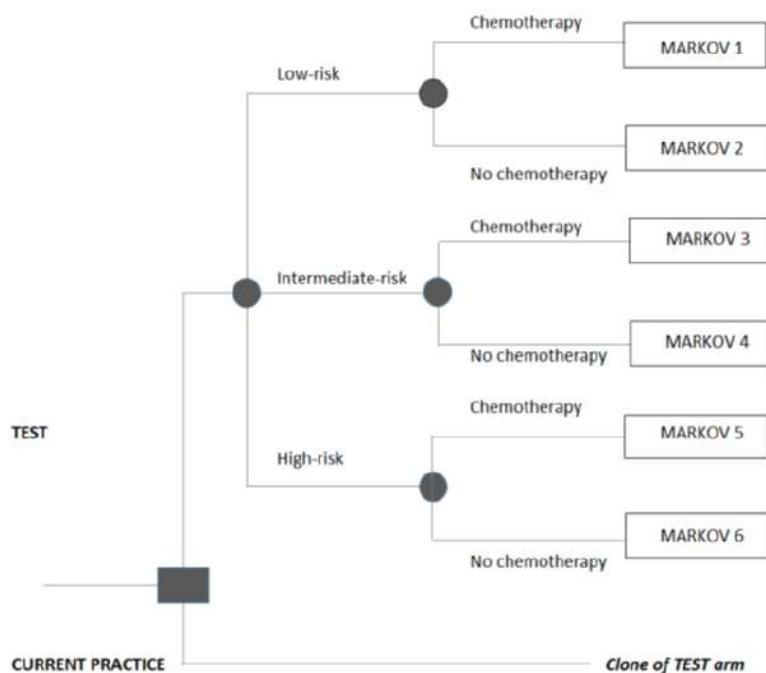 Chemotherapy
MARKOV 1
Low-risk
MARKOV 2
No chemotherapy
Chemotherapy
MARKOV 3
Intermediate-risk
MARKOV 4
No chemotherapy
Chemotherapy
TEST
MARKOV 5
High-risk
MARKOV 6
No chemotherapy
CURRENT PRACTICE
Clone of TEST arm